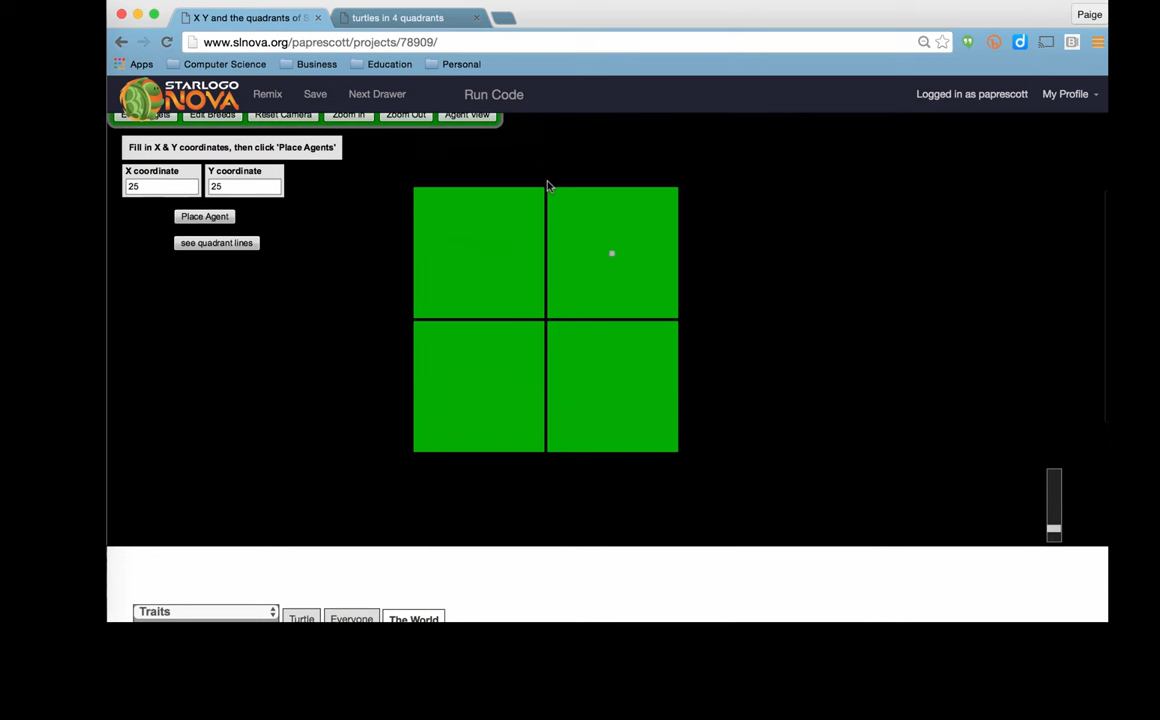 X Y and the quadrants of S
turtles in 4 quadrants
Paige
www.slnova.org/paprescott/projects/78909/
Apps Computer Science Business Education Personal
STARLOGO NOVA
Remix Save Next Drawer Run Code Logged in as paprescott My Profile
Edit Breeds Reset Camera Zoom In Zoom Out Agent View
Fill in X & Y coordinates, then click 'Place Agents'
X coordinate Y coordinate
25 25
Place Agent
see quadrant lines
Traits Turtle Everyone The World